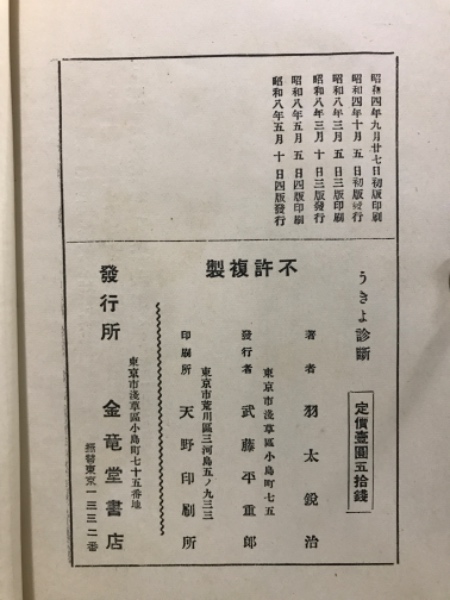 昭和四年九月廿七日初版印刷
昭和四年十月五日初版發行
昭和八年三月五日三版印刷
昭和八年三月十日三版發行
昭和八年五月五日四版印刷
昭和八年五月十日四版發行
不許複製
うきよ診斷
定價壹圓五拾錢
著者 羽太鋭治
東京市淺草區小島町七五
發行者 武藤平重郎
東京市荒川區三河島五ノ九三三
印刷所 天野印刷所
發行所
東京市淺草區小島町七十五番地
金竜堂書店
振替東京一三三二番